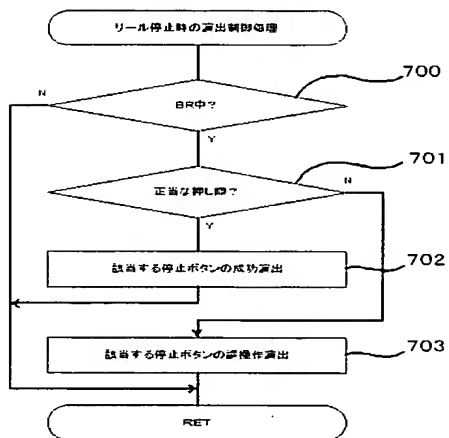 リール停止時の演出制御処理
700
N
BR中?
Y
701
正当な押し順?
N
Y
該当する停止ボタンの成功演出
702
該当する停止ボタンの誤操作演出
703
RET